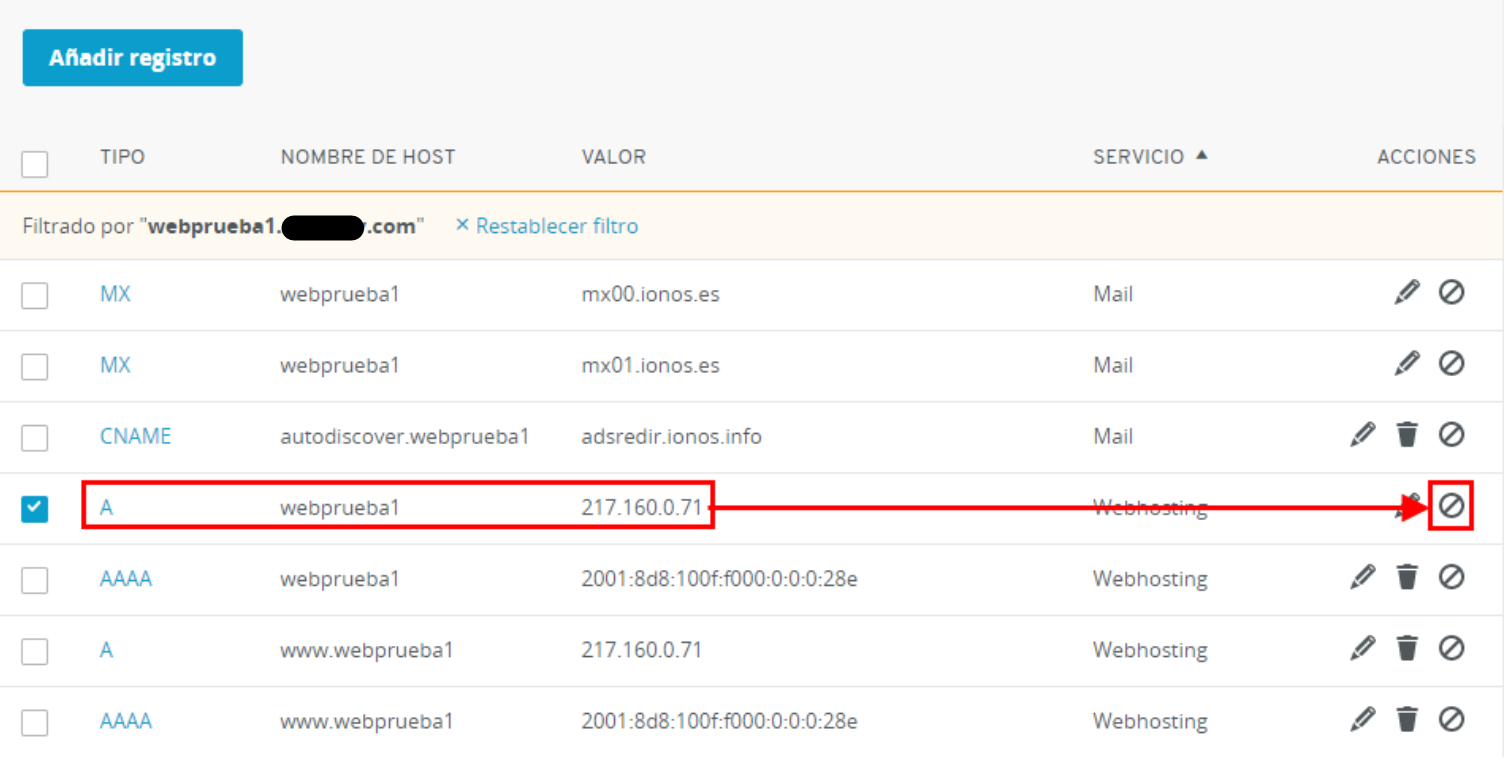 Añadir registro
TIPO NOMBRE DE HOST VALOR SERVICIO ▲ ACCIONES
Filtrado por "webprueba1. .com" × Restablecer filtro
MX webprueba1 mx00.ionos.es Mail
MX webprueba1 mx01.ionos.es Mail
CNAME autodiscover.webprueba1 adsredir.ionos.info Mail
A webprueba1 217.160.0.71 Webhosting
AAAA webprueba1 2001:8d8:100f:f000:0:0:0:28e Webhosting
A www.webprueba1 217.160.0.71 Webhosting
AAAA www.webprueba1 2001:8d8:100f:f000:0:0:0:28e Webhosting